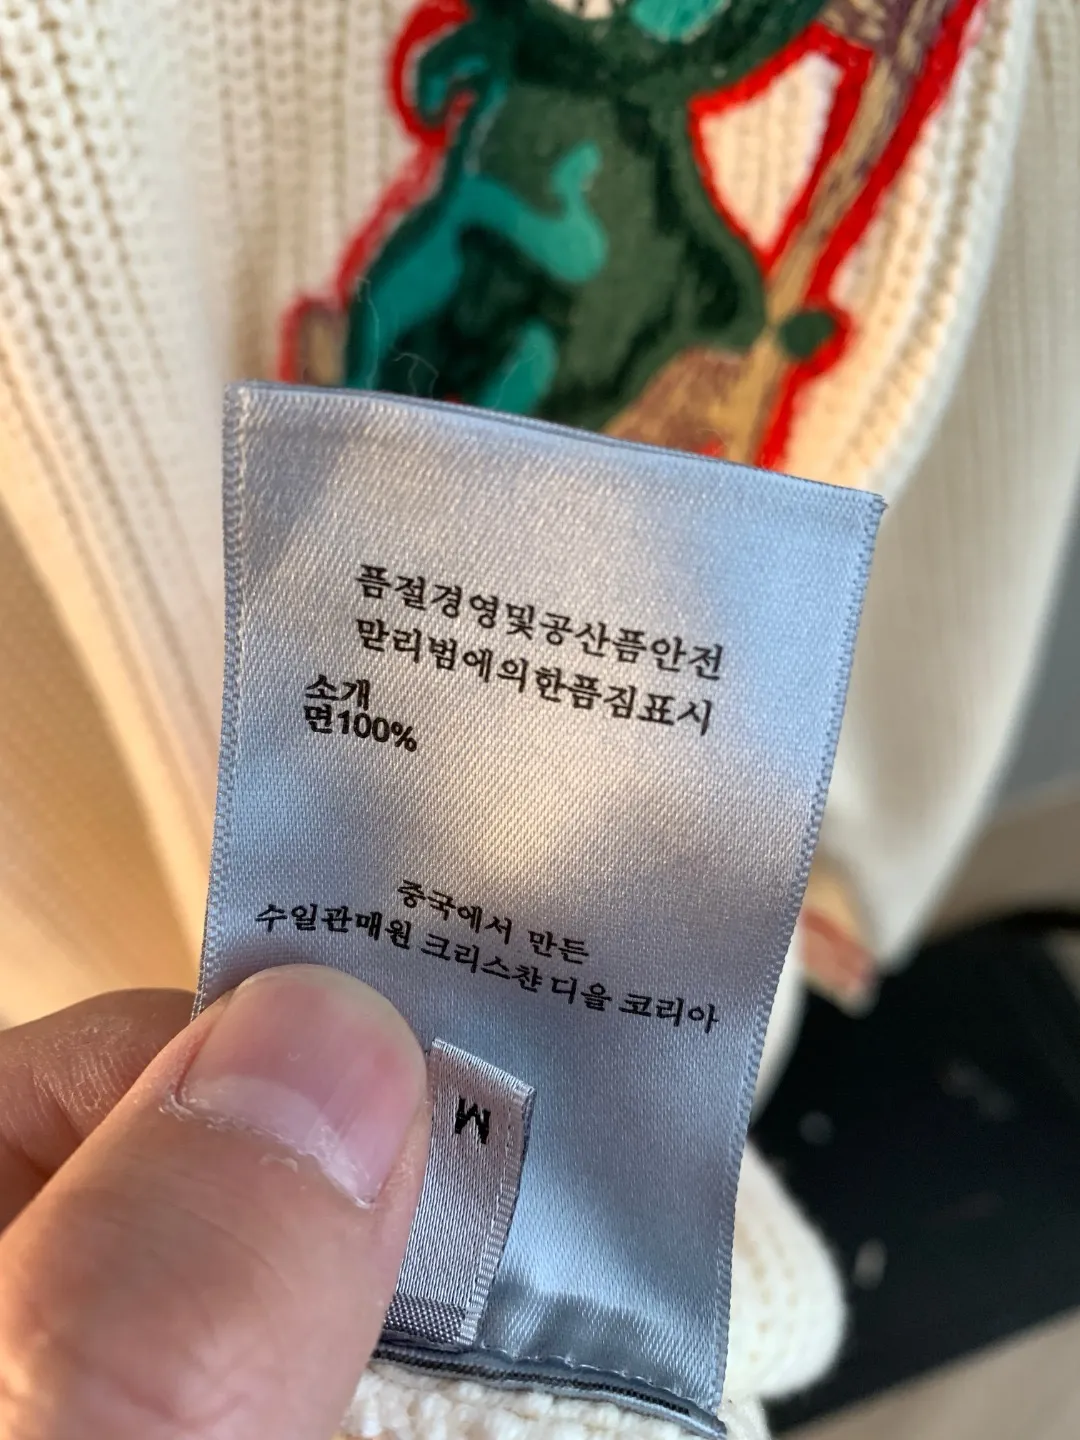 픔절경영및공산픔안전
맏리범에의한픔짐표시
소개
면100%
중국에서 만든
수일관매원 크리스챤 디올 코리아
M